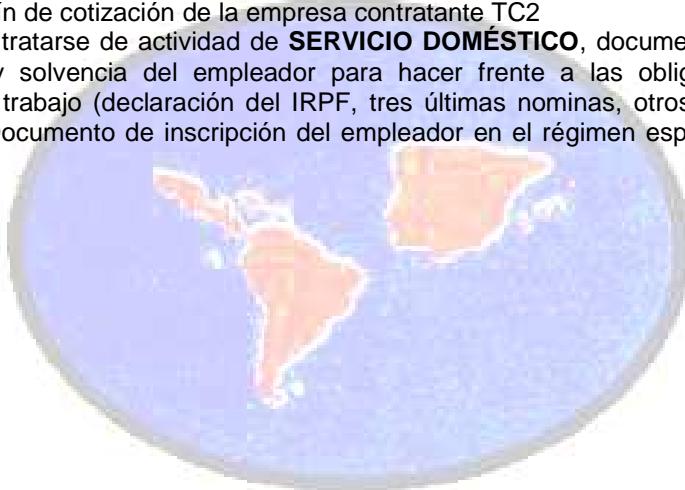 ín de cotización de la empresa contratante TC2
tratarse de actividad de SERVICIO DOMÉSTICO, docume
y solvencia del empleador para hacer frente a las oblig
trabajo (declaración del IRPF, tres últimas nominas, otros
Documento de inscripción del empleador en el régimen esp